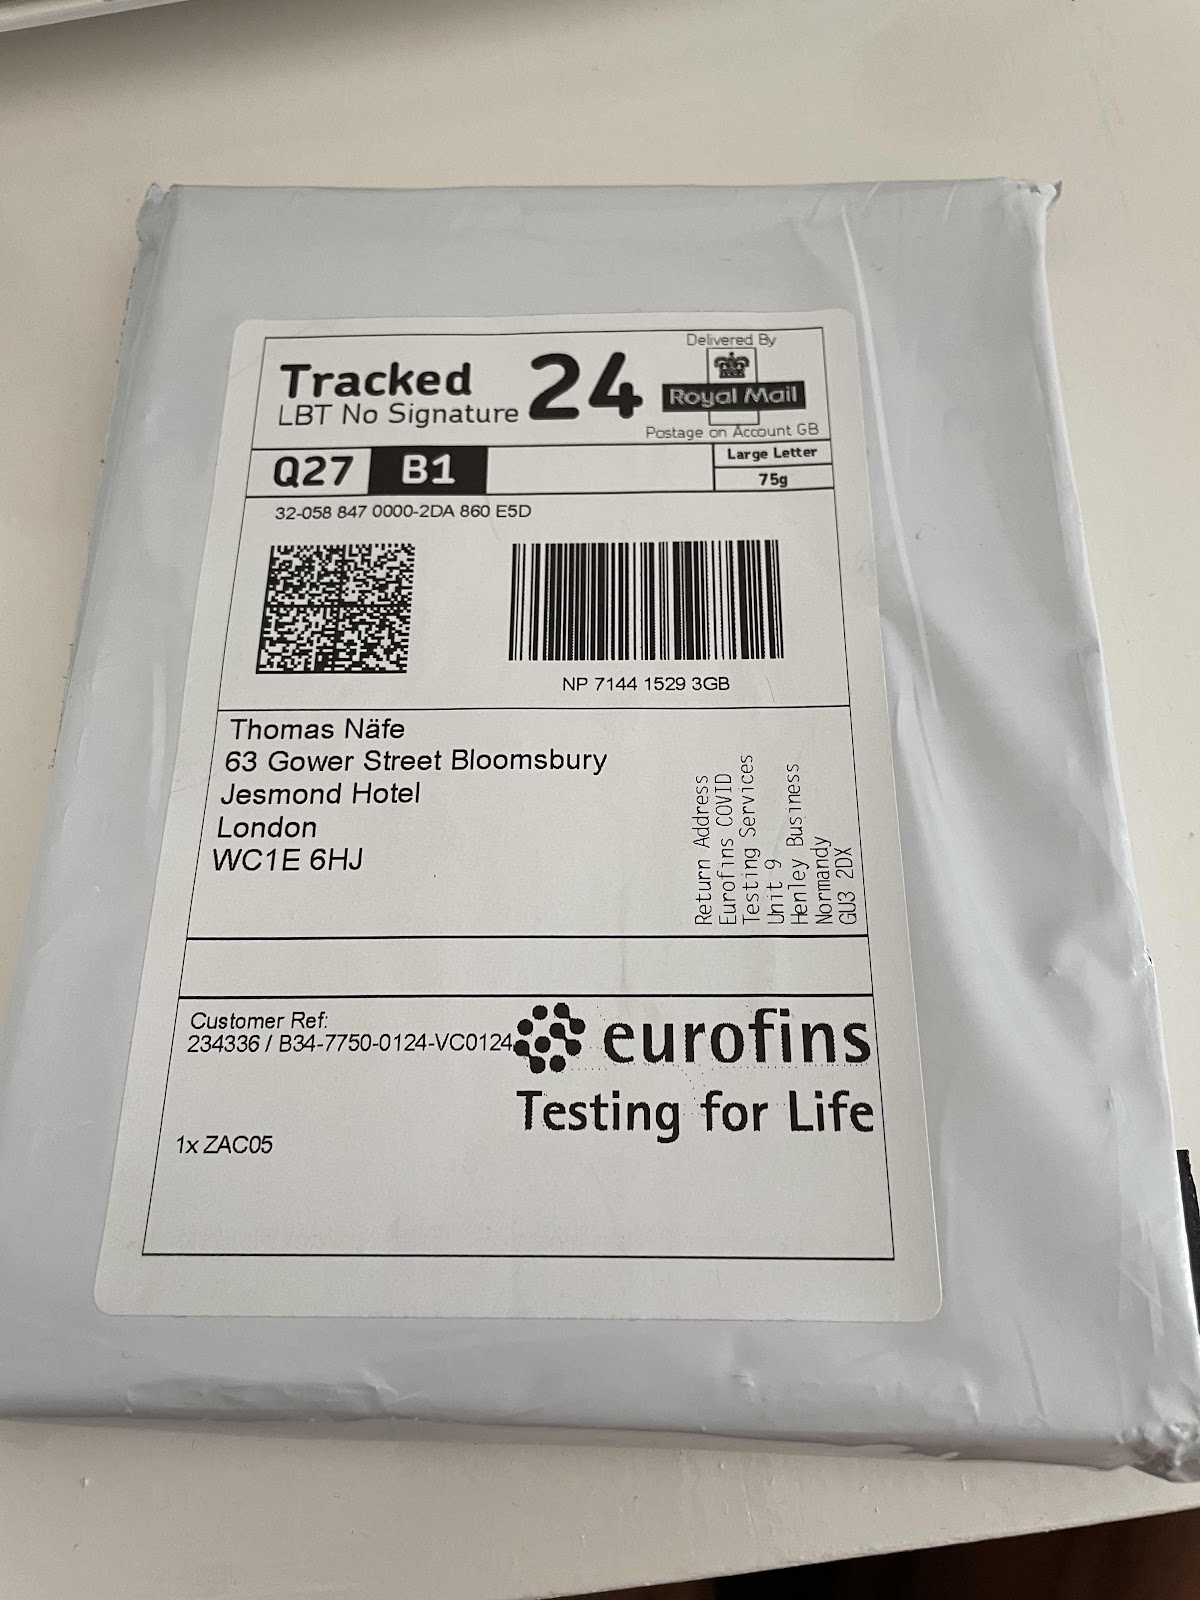 Tracked 24
LBT No Signature
Delivered By
Royal Mail
Postage on Account GB
Q27 B1
Large Letter
75g
32-058 847 0000-2DA 860 E5D
NP 7144 1529 3GB
Thomas Näfe
63 Gower Street Bloomsbury
Jesmond Hotel
London
WC1E 6HJ
Return Address
Eurofins COVID
Testing Services
Unit 9
Henley Business
Normandy
GU3 2DX
Customer Ref:
234336 / B34-7750-0124-VC0124
eurofins
Testing for Life
1x ZAC05